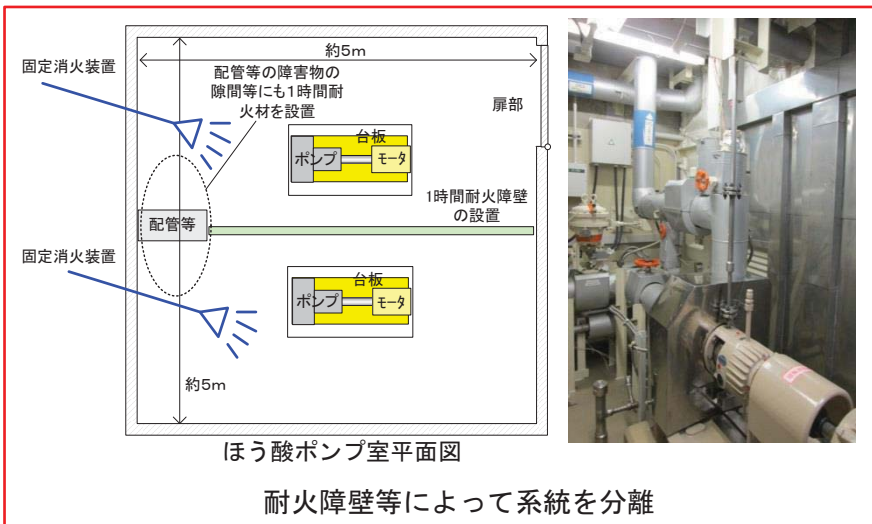 約5m
固定消火装置
配管等の障害物の
隙間等にも1時間耐
火材を設置
扉部
台板
ポンプ
モータ
1時間耐火障壁
の設置
配管等
固定消火装置
台板
ポンプ
モータ
約5m
ほう酸ポンプ室平面図
耐火障壁等によって系統を分離